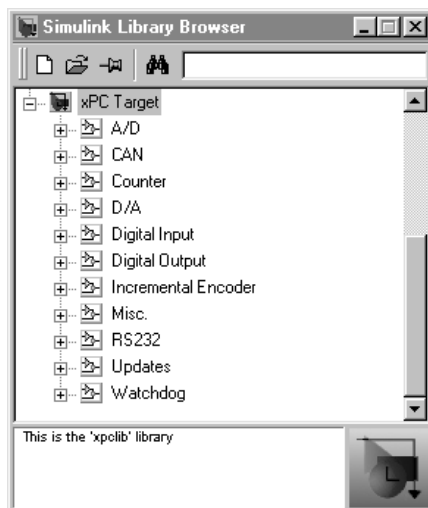 Simulink Library Browser
xPC Target
A/D
CAN
Counter
D/A
Digital Input
Digital Output
Incremental Encoder
Misc.
RS232
Updates
Watchdog
This is the 'xpclib' library